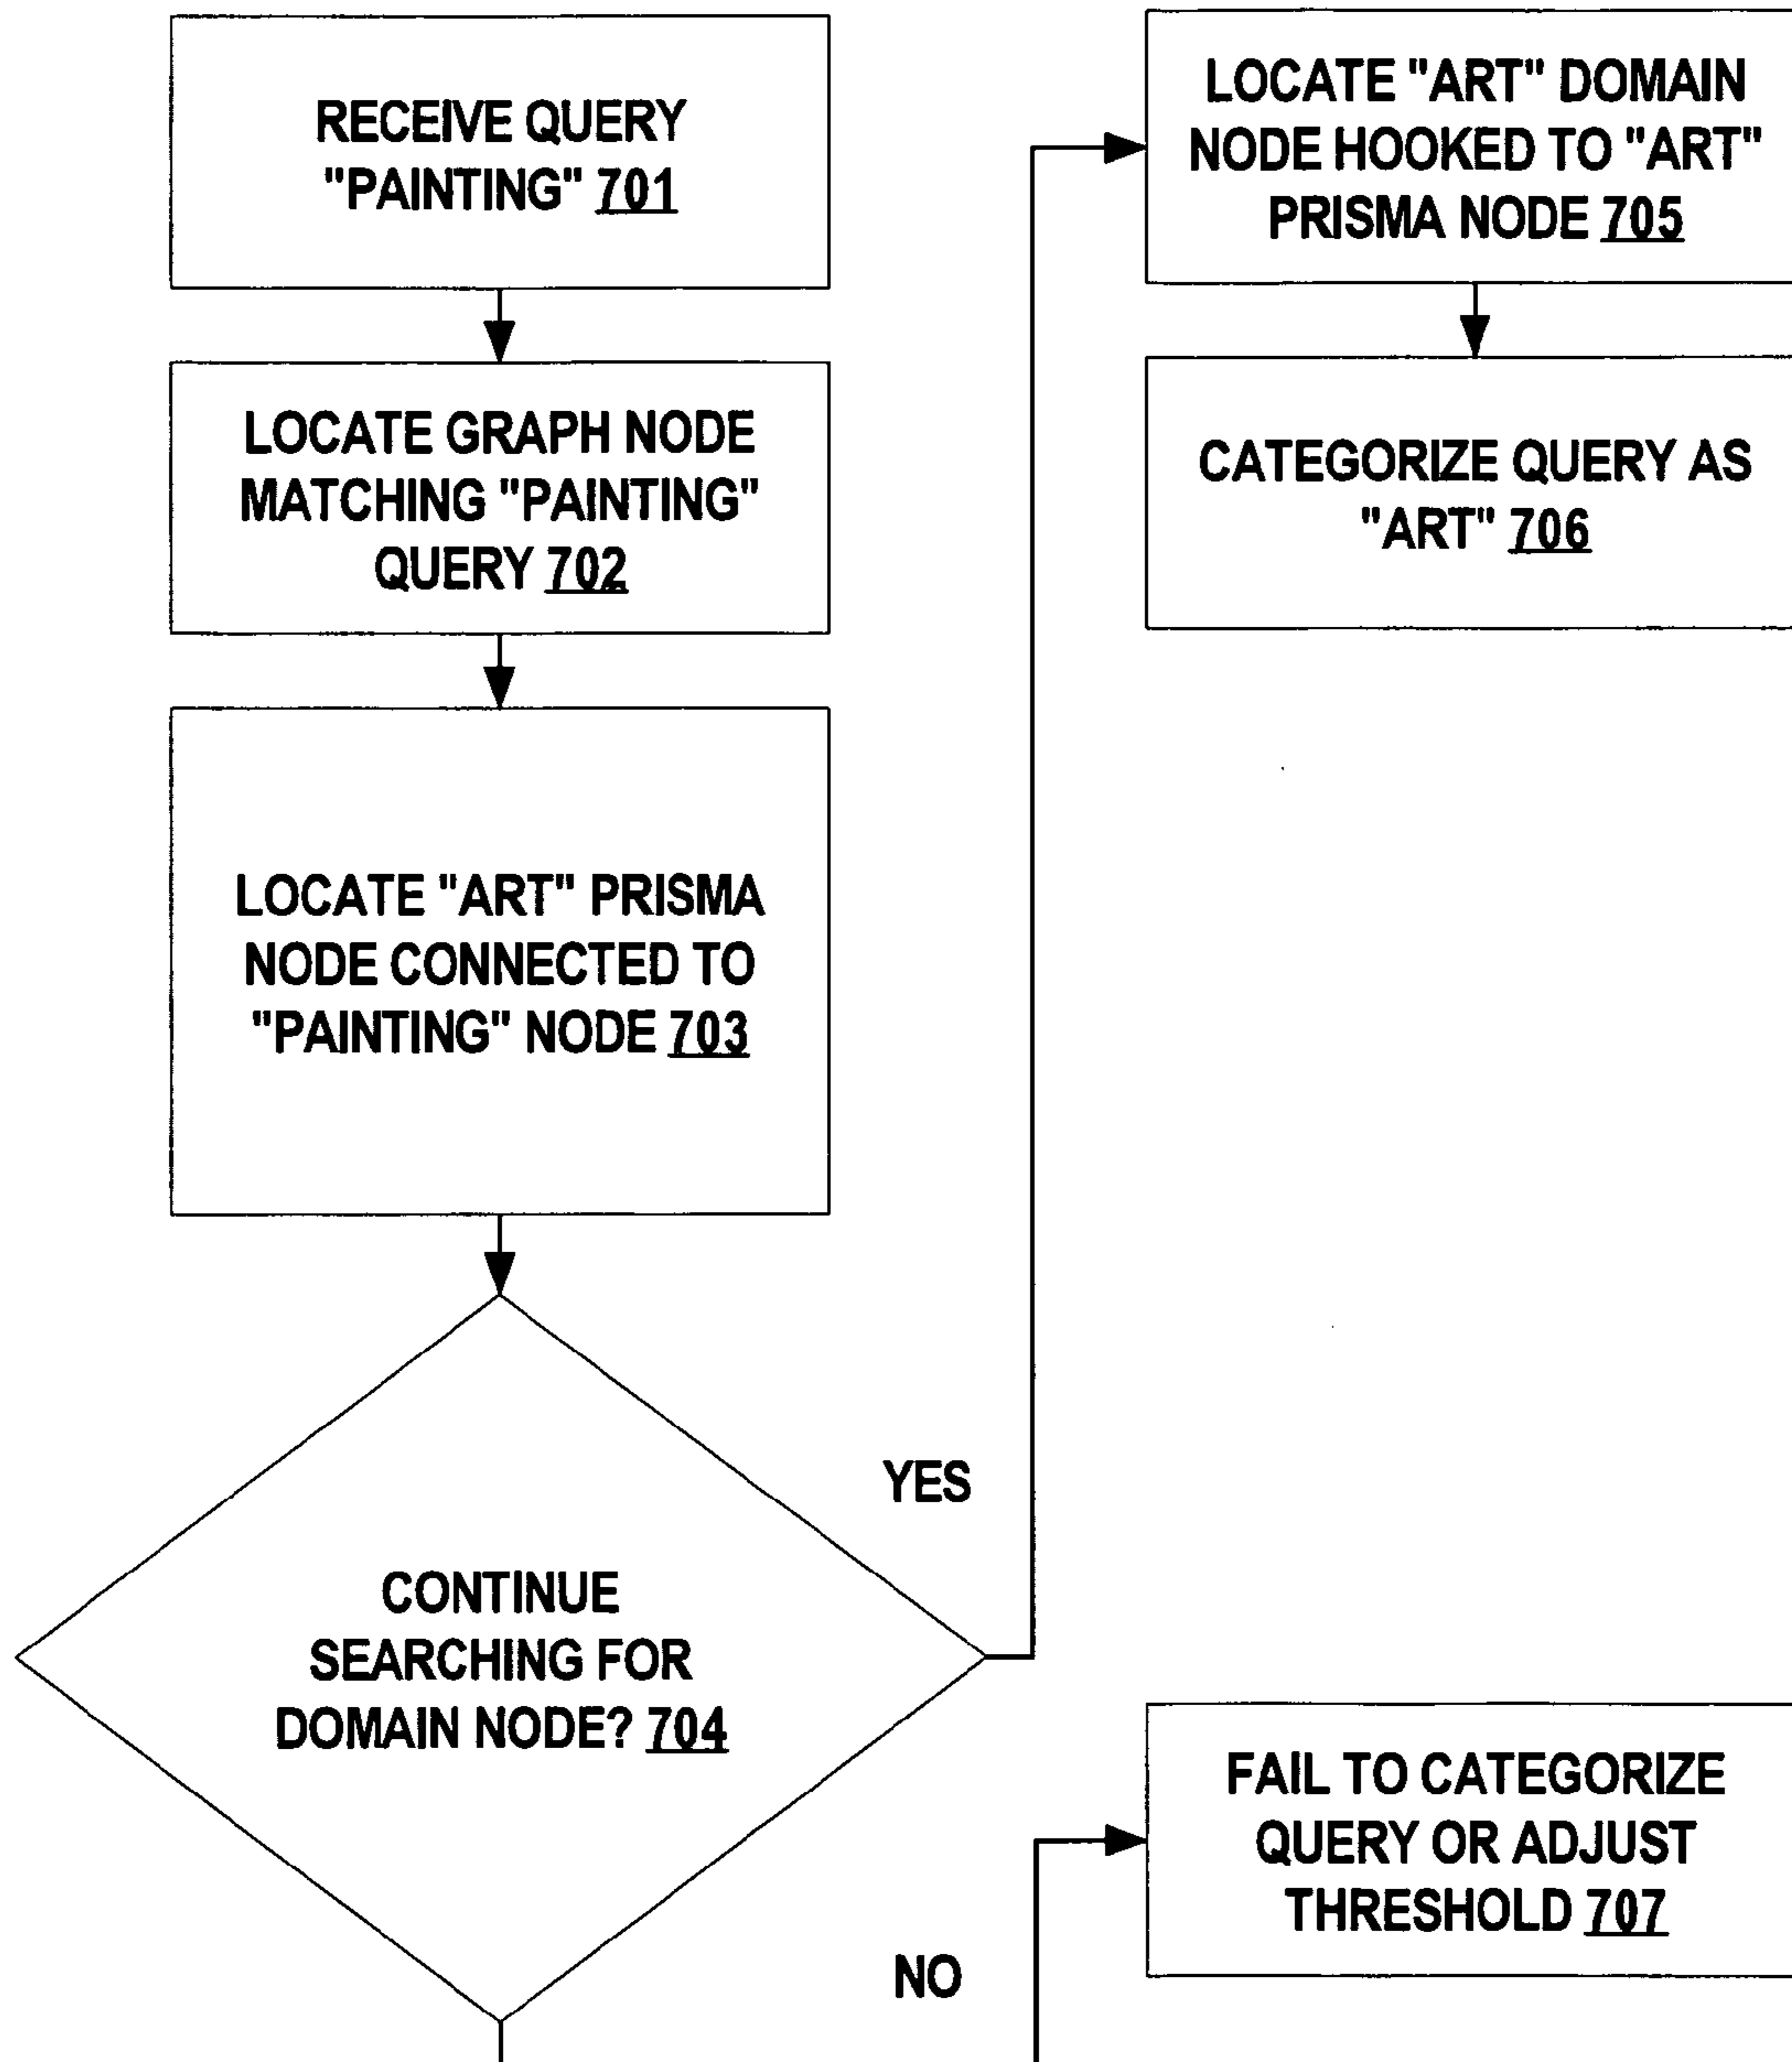 RECEIVE QUERY
"PAINTING" 701
LOCATE GRAPH NODE
MATCHING "PAINTING"
QUERY 702
LOCATE "ART" PRISMA
NODE CONNECTED TO
"PAINTING" NODE 703
CONTINUE
SEARCHING FOR
DOMAIN NODE? 704
YES
NO
LOCATE "ART" DOMAIN
NODE HOOKED TO "ART"
PRISMA NODE 705
CATEGORIZE QUERY AS
"ART" 706
FAIL TO CATEGORIZE
QUERY OR ADJUST
THRESHOLD 707